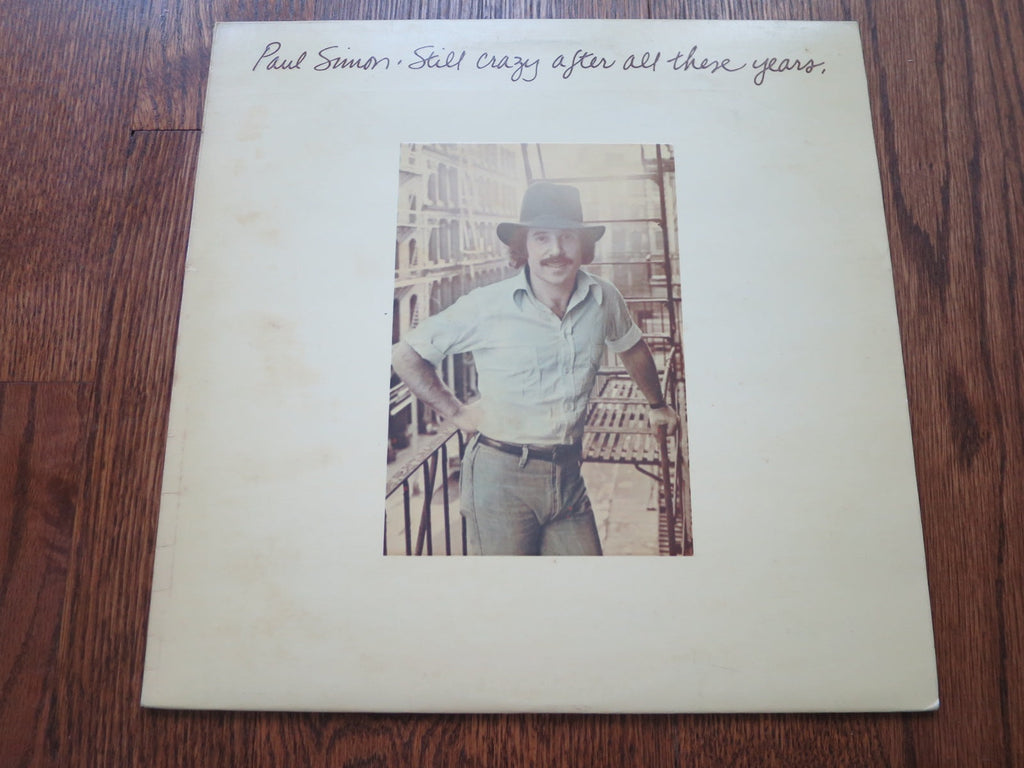 Paul Simon · Still crazy after all these years.